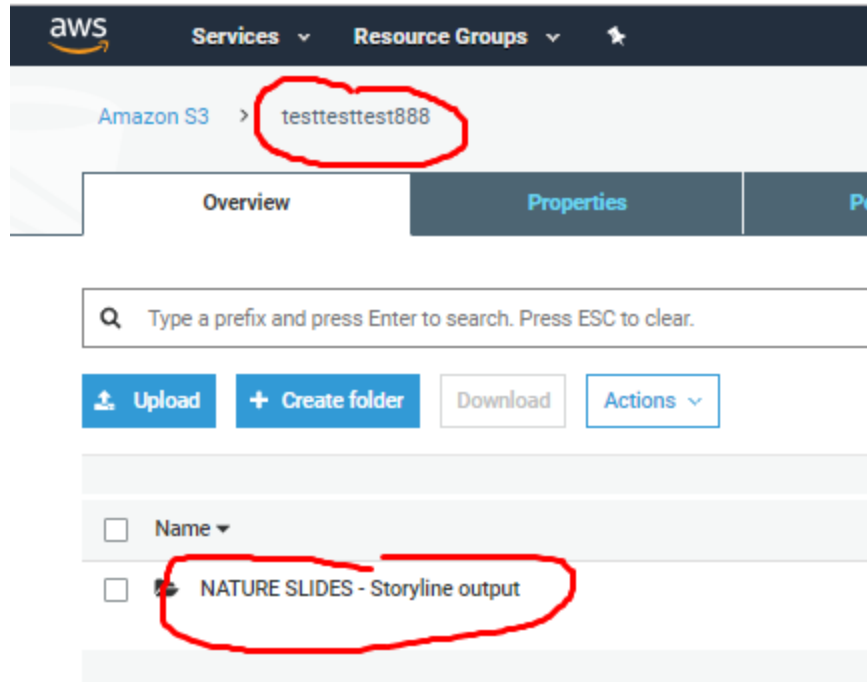 aws Services Resource Groups
Amazon S3 > testtesttest888
Overview Properties
Type a prefix and press Enter to search. Press ESC to clear.
Upload + Create folder Download Actions
Name
NATURE SLIDES - Storyline output